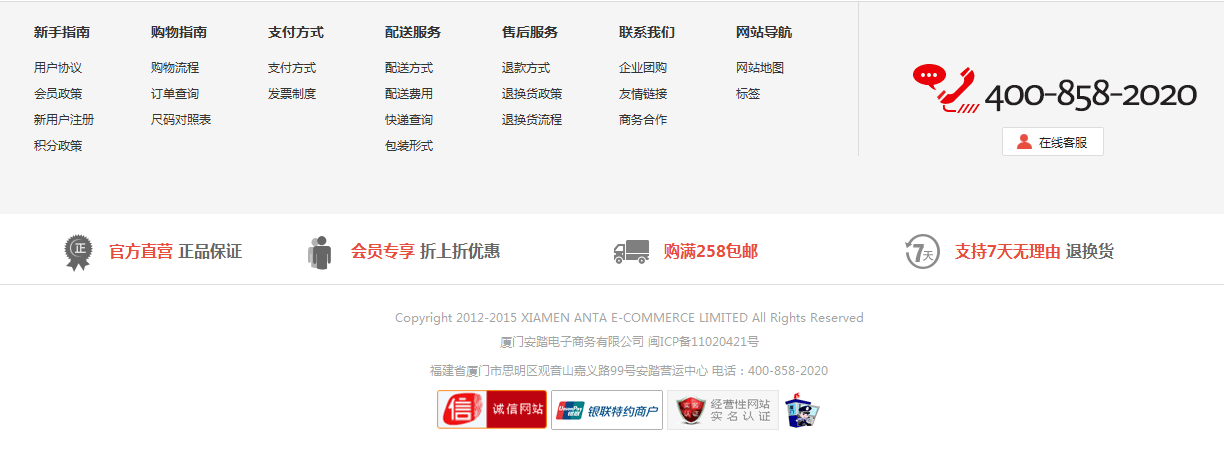 新手指南
用户协议
会员政策
新用户注册
积分政策
购物指南
购物流程
订单查询
尺码对照表
支付方式
支付方式
发票制度
配送服务
配送方式
配送费用
快递查询
包装形式
售后服务
退款方式
退换货政策
退换货流程
联系我们
企业团购
友情链接
商务合作
网站导航
网站地图
标签
400-858-2020
在线客服
正
官方直营 正品保证
会员专享 折上折优惠
购满258包邮
7天
支持7天无理由 退换货
Copyright 2012-2015 XIAMEN ANTA E-COMMERCE LIMITED All Rights Reserved
厦门安踏电子商务有限公司 闽ICP备11020421号
福建省厦门市思明区观音山嘉义路99号安踏营运中心 电话：400-858-2020
信
诚信网站
UnionPay
银联
银联特约商户
实名
认证
经营性网站
实名认证